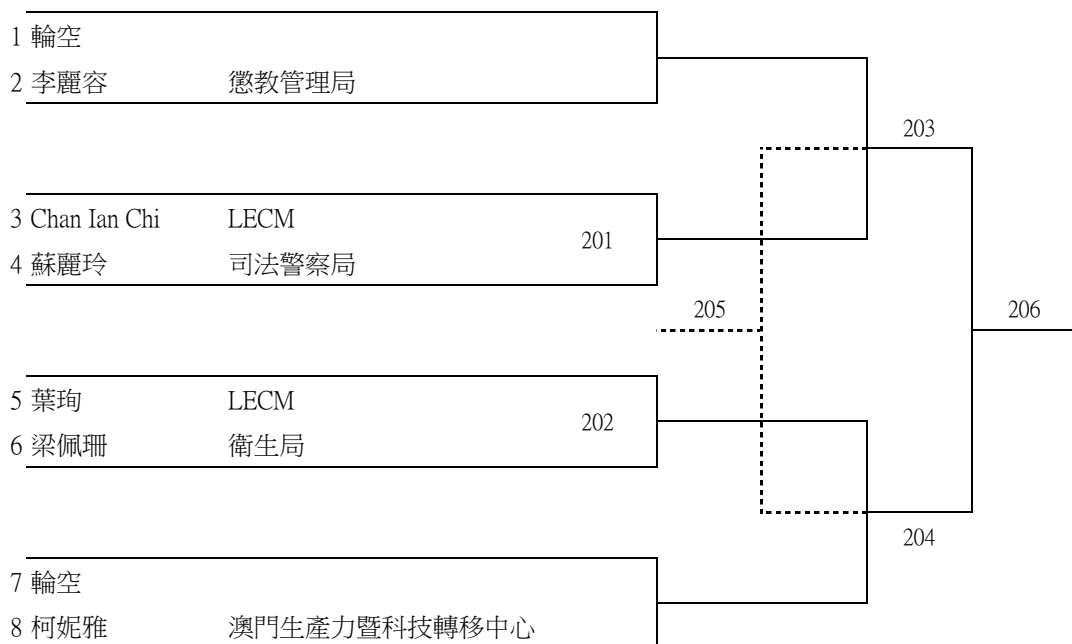 1 輪空
2 李麗容 懲教管理局
203
3 Chan Ian Chi LECM
201
4 蘇麗玲 司法警察局
205 206
5 葉珣 LECM
202
6 梁佩珊 衛生局
204
7 輪空
8 柯妮雅 澳門生產力暨科技轉移中心